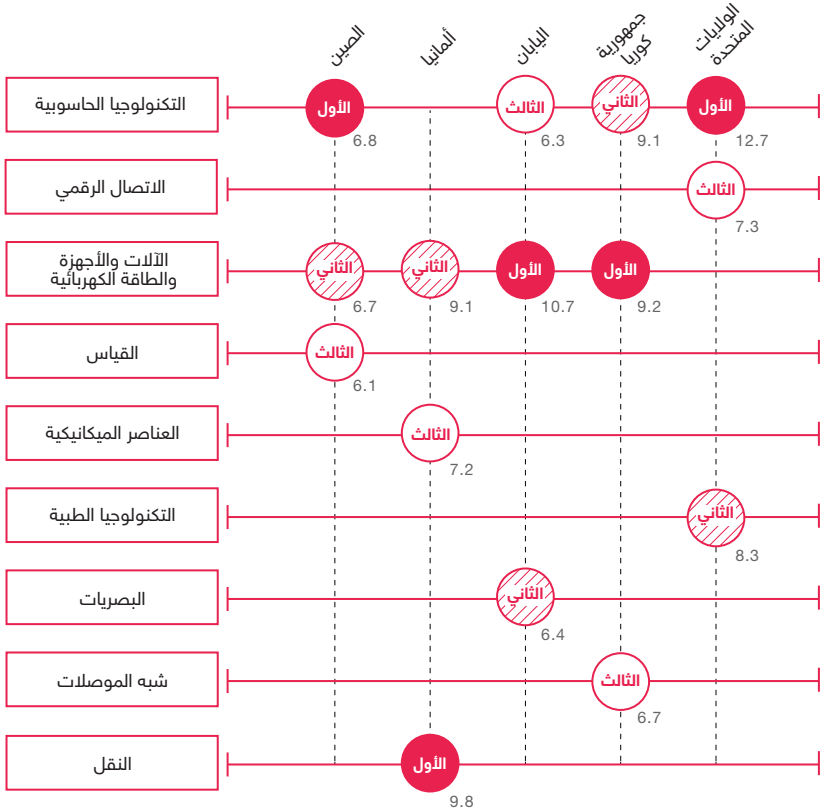 الصين
ألمانيا
اليابان
جمهورية
كوريا
الولايات
المتحدة
التكنولوجيا الحاسوبية
الأول
6.8
الثالث
6.3
الثاني
9.1
الأول
12.7
الاتصال الرقمي
الثالث
7.3
الآلات والأجهزة
والطاقة الكهربائية
الثاني
6.7
الثاني
9.1
الأول
10.7
الأول
9.2
القياس
الثالث
6.1
العناصر الميكانيكية
الثالث
7.2
التكنولوجيا الطبية
الثاني
8.3
البصريات
الثاني
6.4
شبه الموصلات
الثالث
6.7
النقل
الأول
9.8